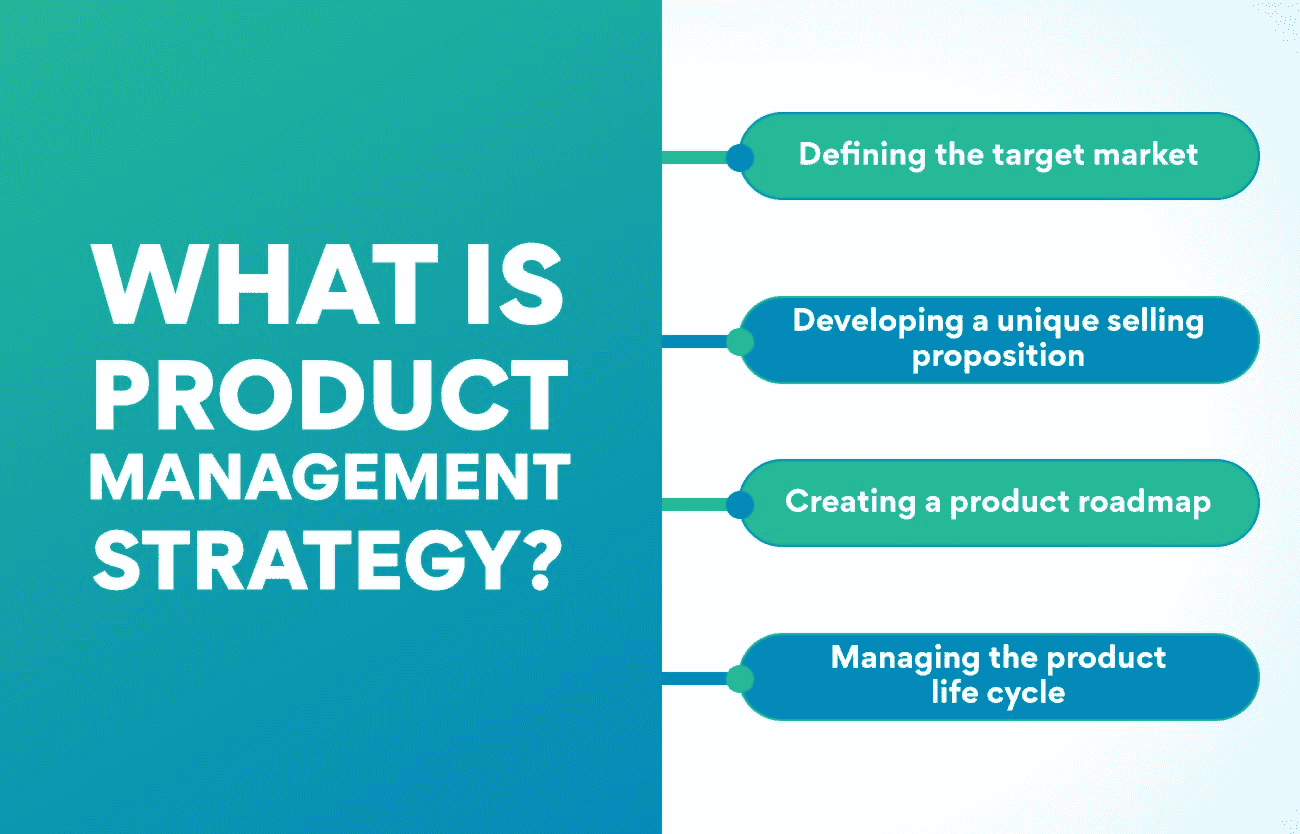 WHAT IS
PRODUCT
MANAGEMENT
STRATEGY?
Defining the target market
Developing a unique selling
proposition
Creating a product roadmap
Managing the product
life cycle